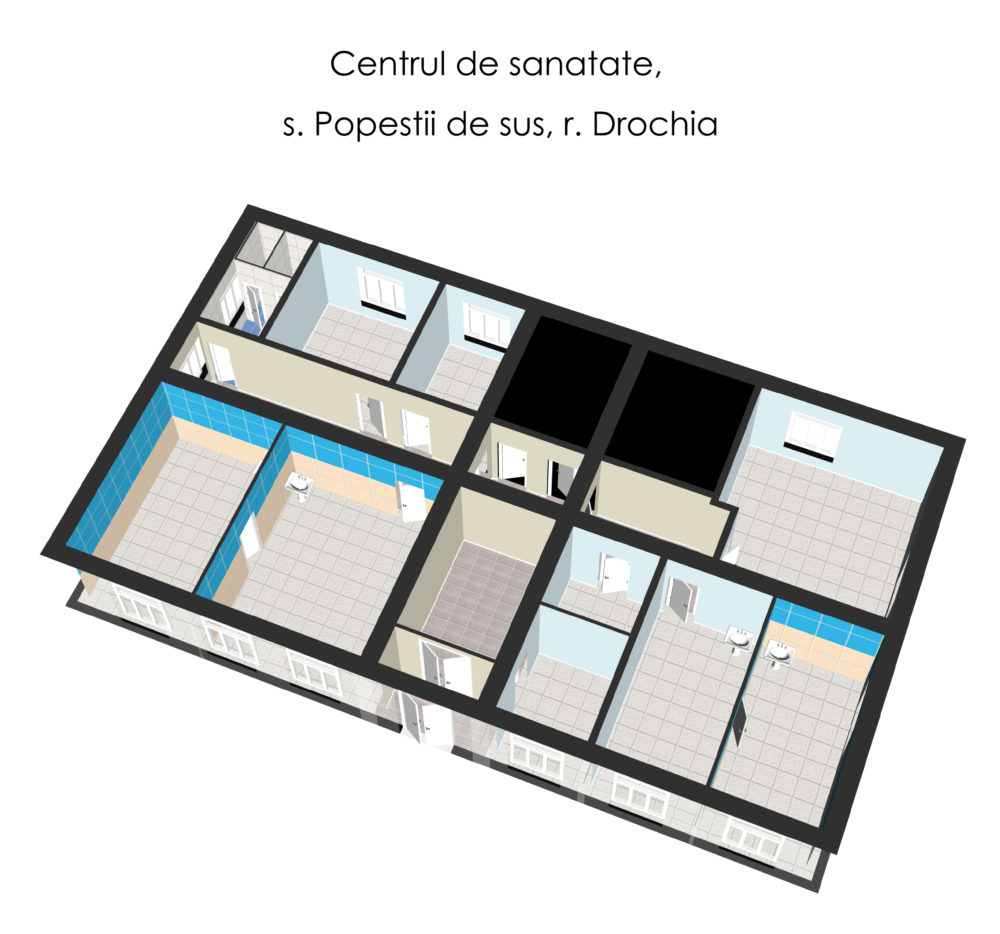 Centrul de sanatate,
s. Popestii de sus, r. Drochia